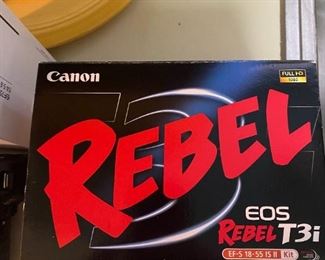 Canon
FULL HD
1080
REBEL
EOS
REBEL T3i
EF-S 18-55 IS II Kit